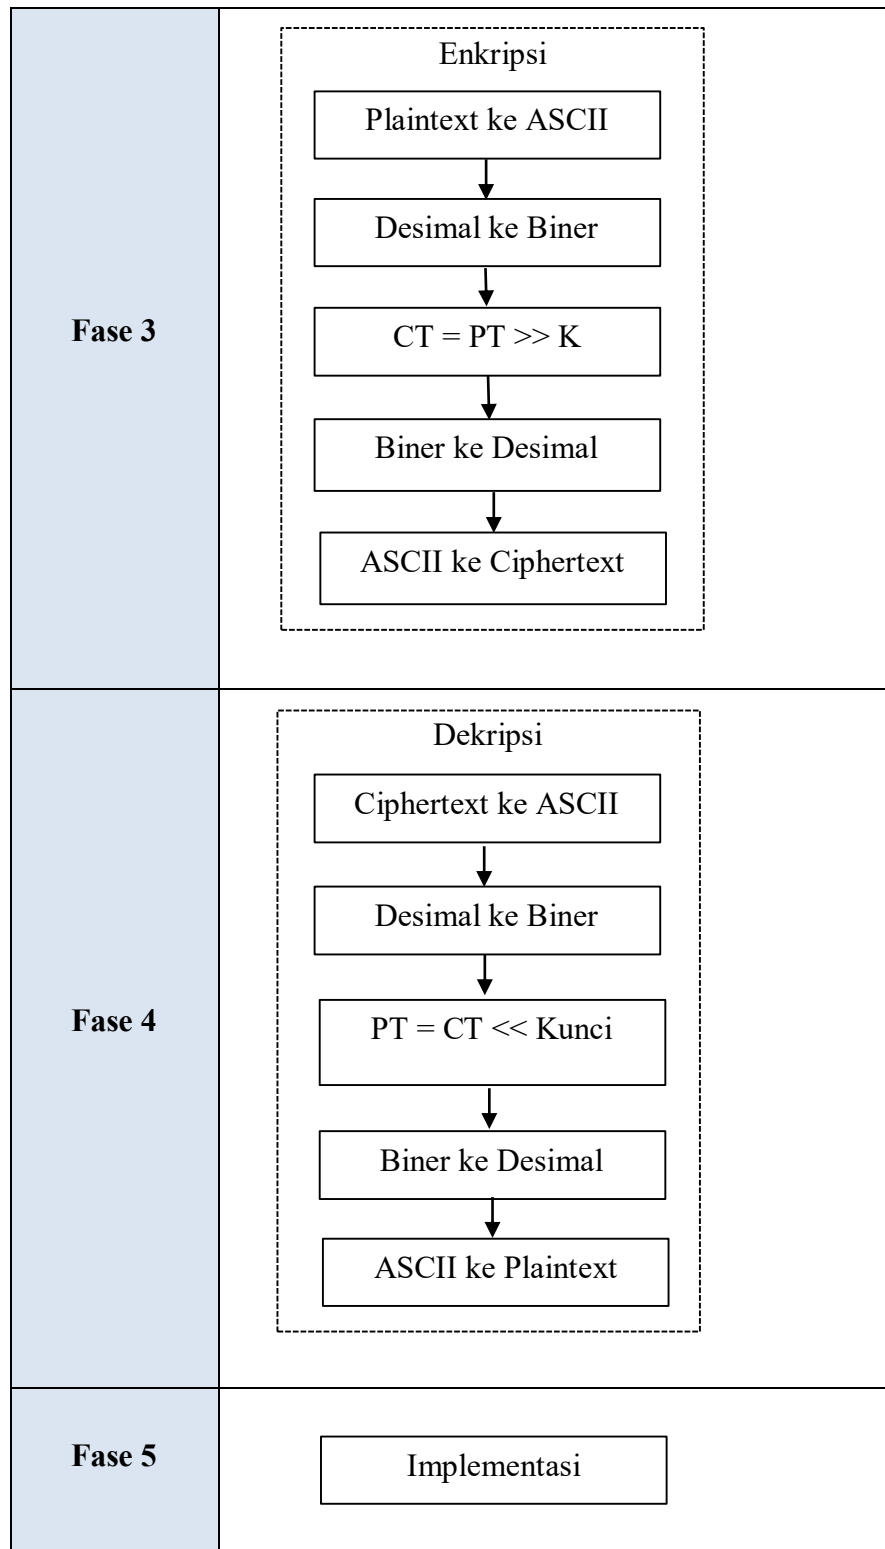 Fase 3
Enkripsi
Plaintext ke ASCII
Desimal ke Biner
CT = PT >> K
Biner ke Desimal
ASCII ke Ciphertext
Fase 4
Dekripsi
Ciphertext ke ASCII
Desimal ke Biner
PT = CT << Kunci
Biner ke Desimal
ASCII ke Plaintext
Fase 5
Implementasi